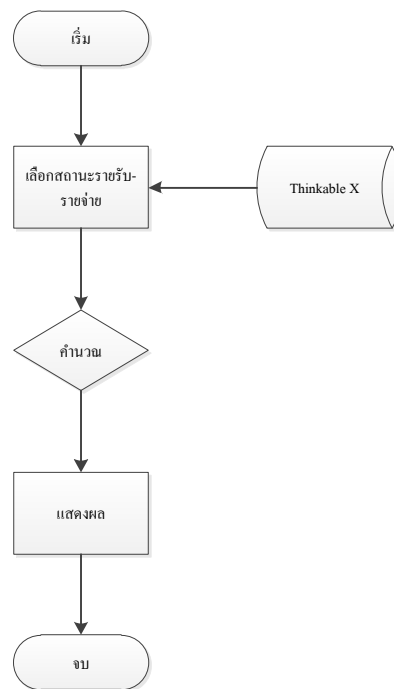 เริ่ม
เลือกสถานะรายรับ-
รายจ่าย
Thinkable X
คำนวณ
แสดงผล
จบ